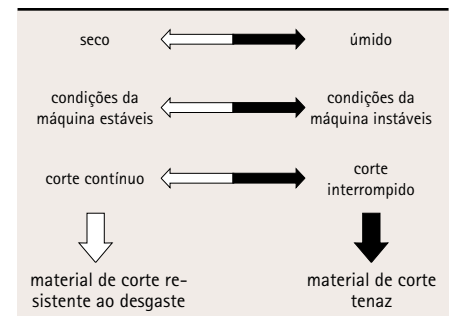 seco
úmido
condições da
máquina estáveis
condições da
máquina instáveis
corte contínuo
corte
interrompido
material de corte re-
sistente ao desgaste
material de corte
tenaz